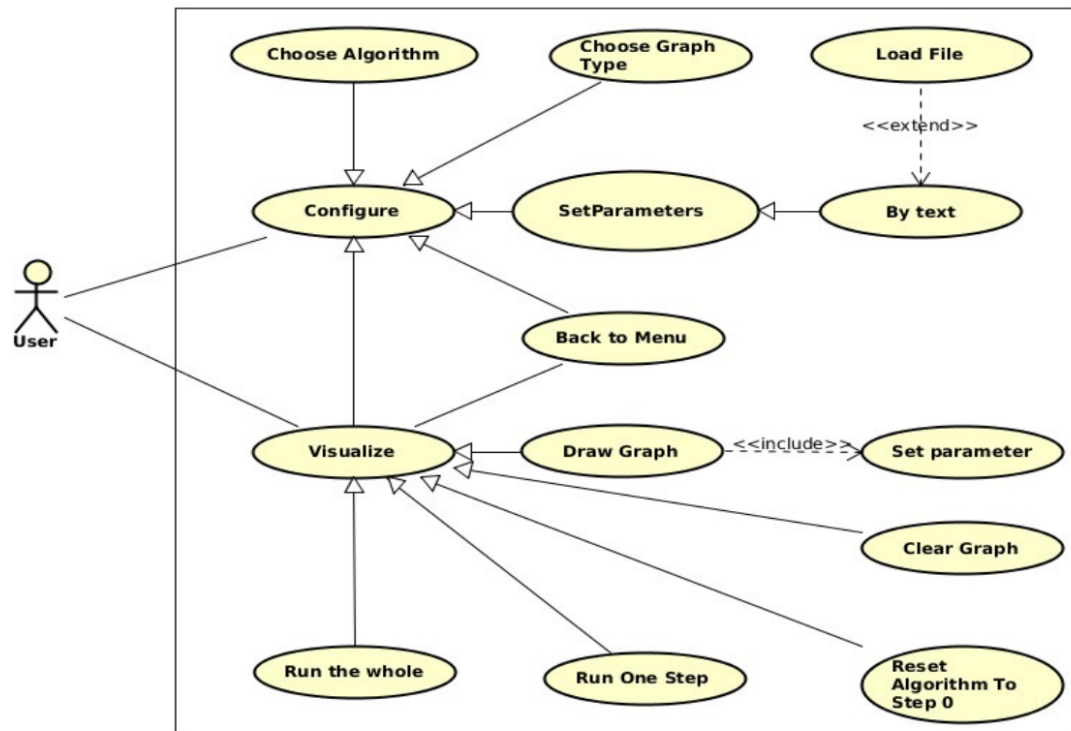 Choose Algorithm
Choose Graph
Type
Load File
<<extend>>
Configure
SetParameters
By text
User
Back to Menu
Visualize
Draw Graph
<<include>>
Set parameter
Clear Graph
Run the whole
Run One Step
Reset
Algorithm To
Step 0